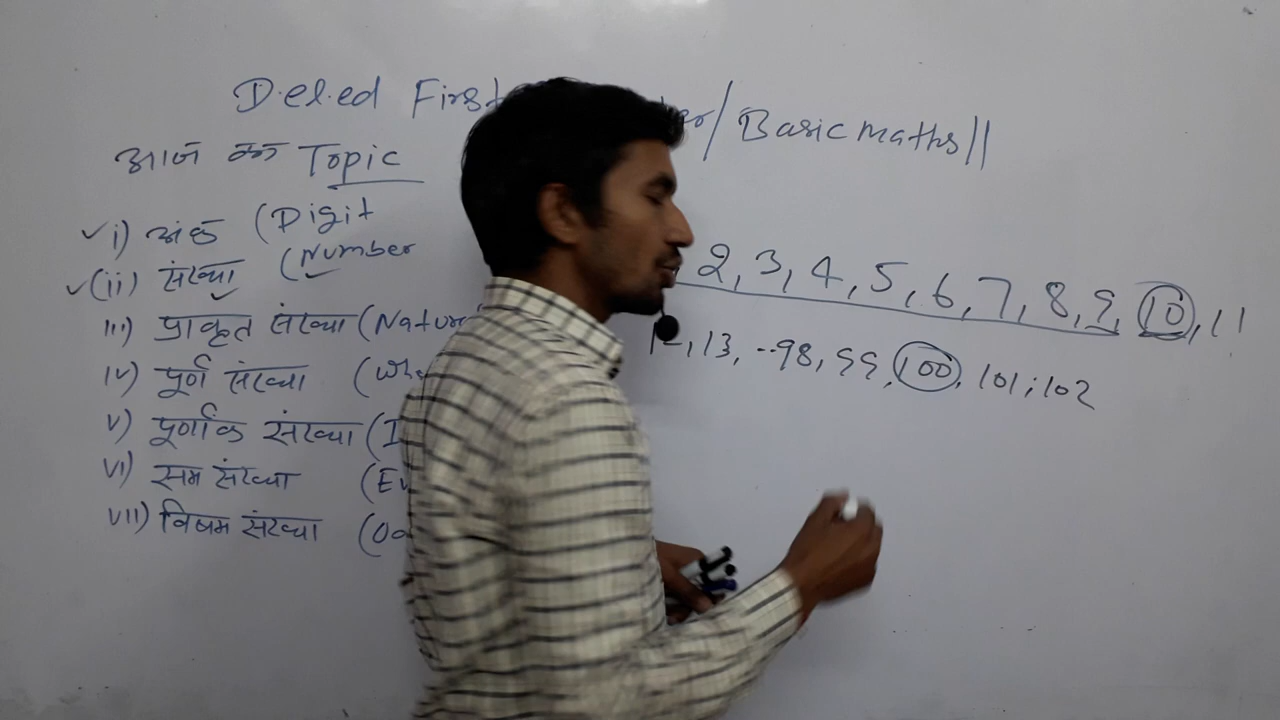 D.el.ed First / Basic maths ||
आज का Topic
i) अंक (Digit
(ii) संख्या (Number
iii) प्राकृत संख्या (Natur
iv) पूर्ण संख्या (Wh
v) पूर्णांक संख्या (I
vi) सम संख्या (Ev
vii) विषम संख्या (Od
2, 3, 4, 5, 6, 7, 8, 9, 10, 11
13, --98, 99, 100, 101, 102